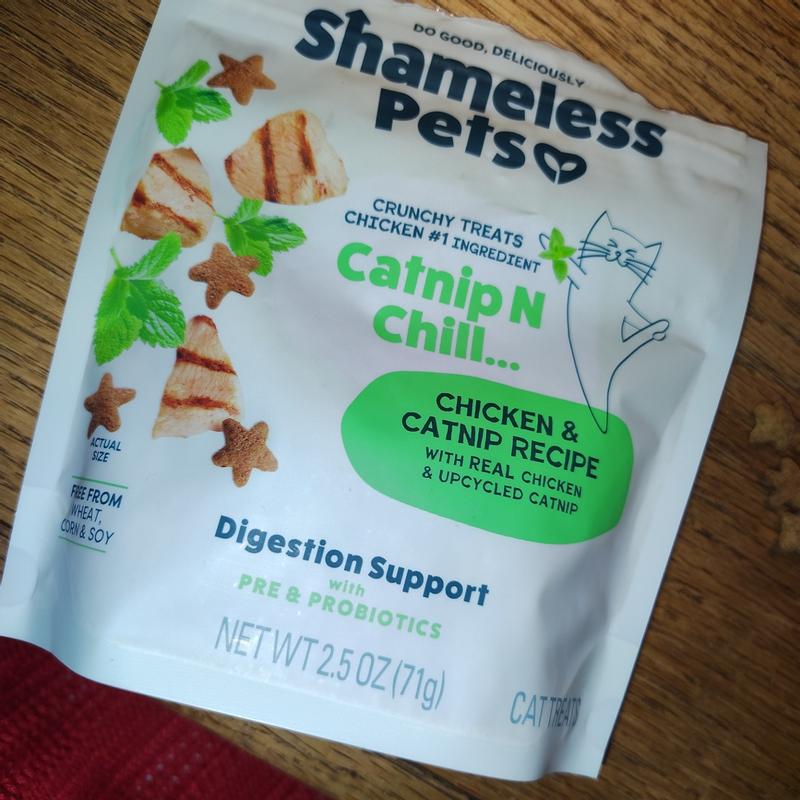 DO GOOD, DELICIOUSLY
Shameless
Pets
CRUNCHY TREATS
CHICKEN #1 INGREDIENT
Catnip N
Chill...
CHICKEN &
CATNIP RECIPE
WITH REAL CHICKEN
& UPCYCLED CATNIP
ACTUAL
SIZE
FREE FROM
WHEAT,
CORN & SOY
Digestion Support
with
PRE & PROBIOTICS
NET WT 2.5 OZ (71g)
CAT TREATS